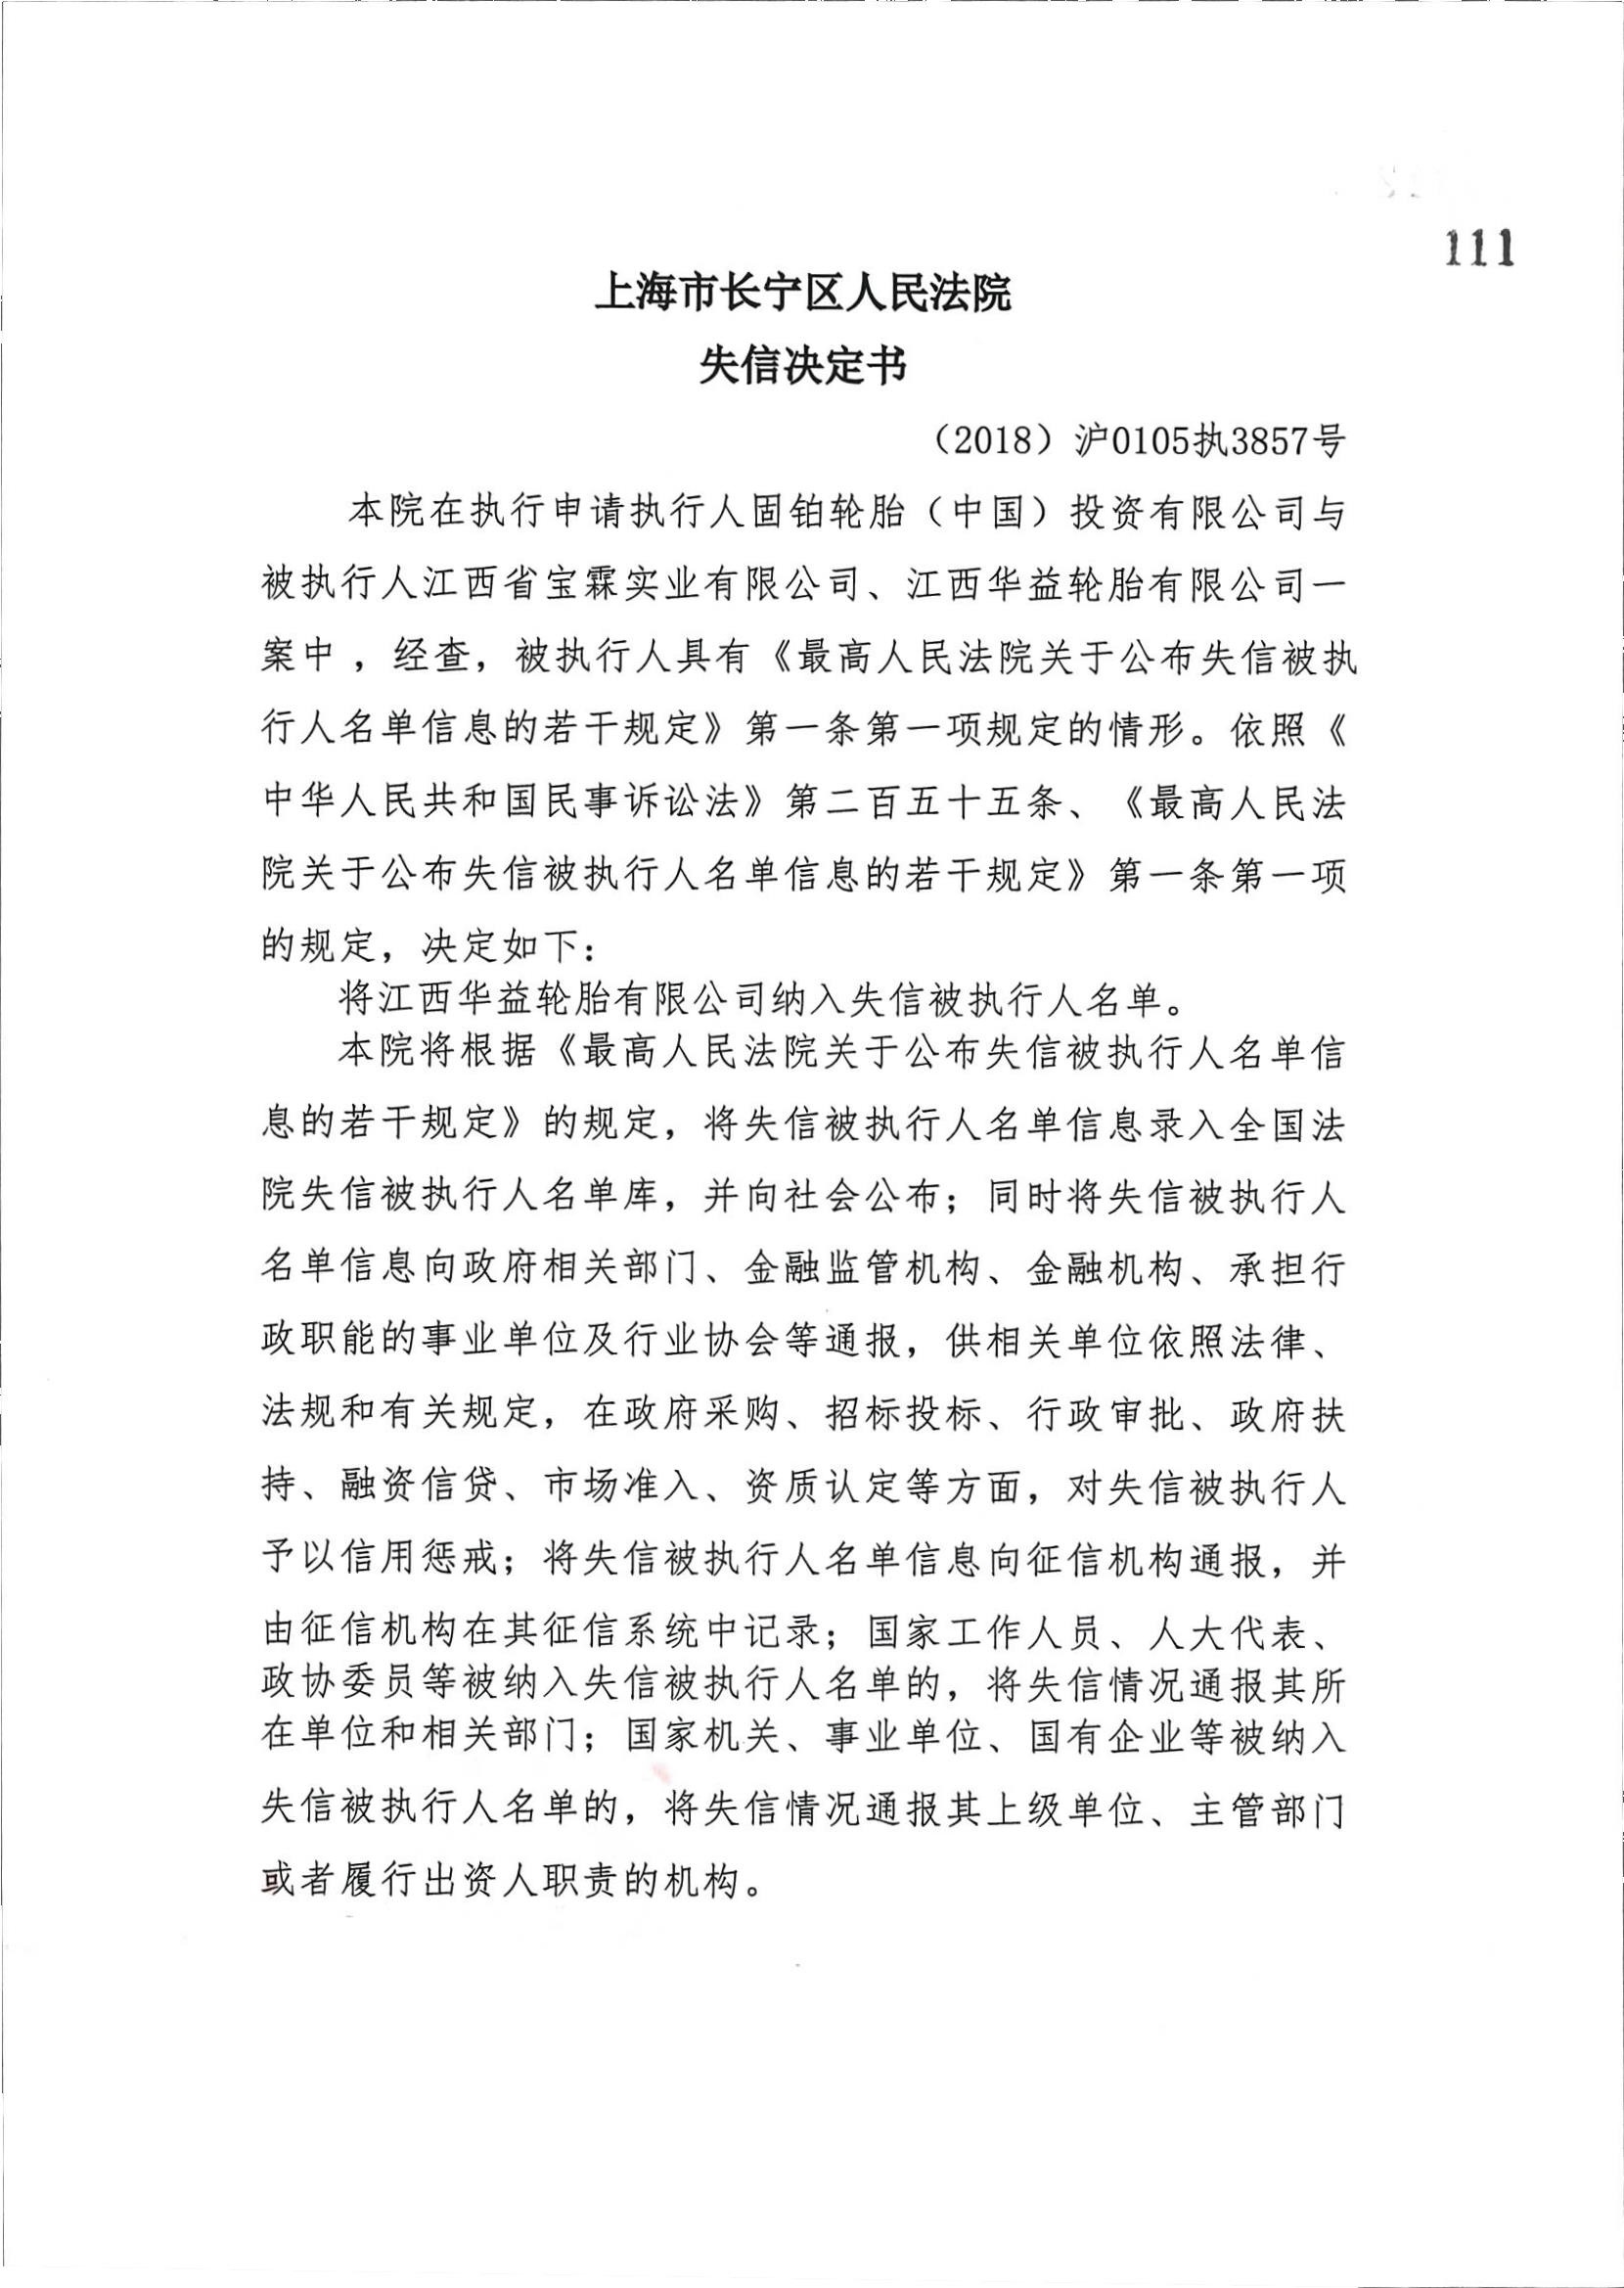 111
上海市长宁区人民法院
失信决定书
（2018）沪0105执3857号
本院在执行申请执行人固铂轮胎（中国）投资有限公司与
被执行人江西省宝霖实业有限公司、江西华益轮胎有限公司一
案中，经查，被执行人具有《最高人民法院关于公布失信被执
行人名单信息的若干规定》第一条第一项规定的情形。依照《
中华人民共和国民事诉讼法》第二百五十五条、《最高人民法
院关于公布失信被执行人名单信息的若干规定》第一条第一项
的规定，决定如下：
将江西华益轮胎有限公司纳入失信被执行人名单。
本院将根据《最高人民法院关于公布失信被执行人名单信
息的若干规定》的规定，将失信被执行人名单信息录入全国法
院失信被执行人名单库，并向社会公布；同时将失信被执行人
名单信息向政府相关部门、金融监管机构、金融机构、承担行
政职能的事业单位及行业协会等通报，供相关单位依照法律、
法规和有关规定，在政府采购、招标投标、行政审批、政府扶
持、融资信贷、市场准入、资质认定等方面，对失信被执行人
予以信用惩戒；将失信被执行人名单信息向征信机构通报，并
由征信机构在其征信系统中记录；国家工作人员、人大代表、
政协委员等被纳入失信被执行人名单的，将失信情况通报其所
在单位和相关部门；国家机关、事业单位、国有企业等被纳入
失信被执行人名单的，将失信情况通报其上级单位、主管部门
或者履行出资人职责的机构。